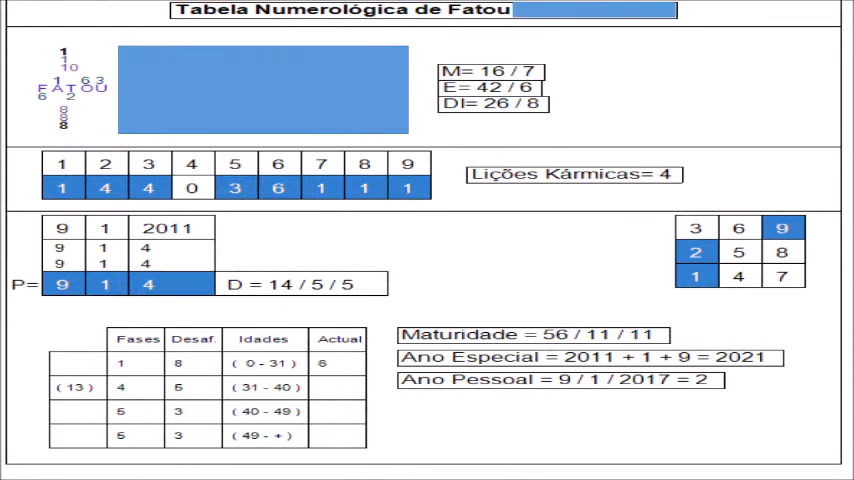 Tabela Numerológica de Fatou
1
1
10
1 6 3
FATOU
6 2
8
8
8
M= 16 / 7
E= 42 / 6
DI= 26 / 8
1 2 3 4 5 6 7 8 9
1 4 4 0 3 6 1 1 1
Lições Kármicas= 4
9 1 2011
9 1 4
9 1 4
P= 9 1 4
D = 14 / 5 / 5
3 6 9
2 5 8
1 4 7
Fases Desaf. Idades Actual
1 8 ( 0 - 31 ) 6
( 13 ) 4 5 ( 31 - 40 )
5 3 ( 40 - 49 )
5 3 ( 49 - + )
Maturidade = 56 / 11 / 11
Ano Especial = 2011 + 1 + 9 = 2021
Ano Pessoal = 9 / 1 / 2017 = 2